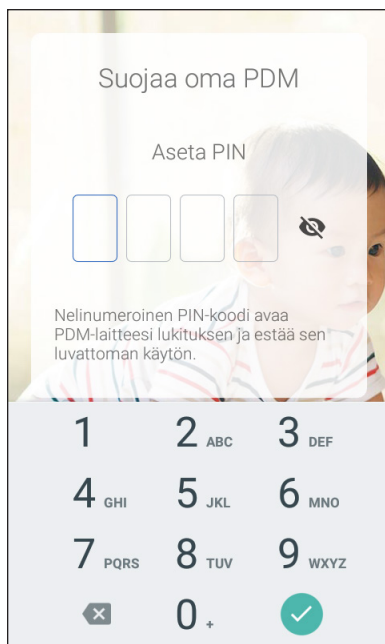 Suojaa oma PDM
Aseta PIN
Nelinumeroinen PIN-koodi avaa
PDM-laitteesi lukituksen ja estää sen
luvattoman käytön.
1 2 ABC 3 DEF
4 GHI 5 JKL 6 MNO
7 PQRS 8 TUV 9 WXYZ
0 +